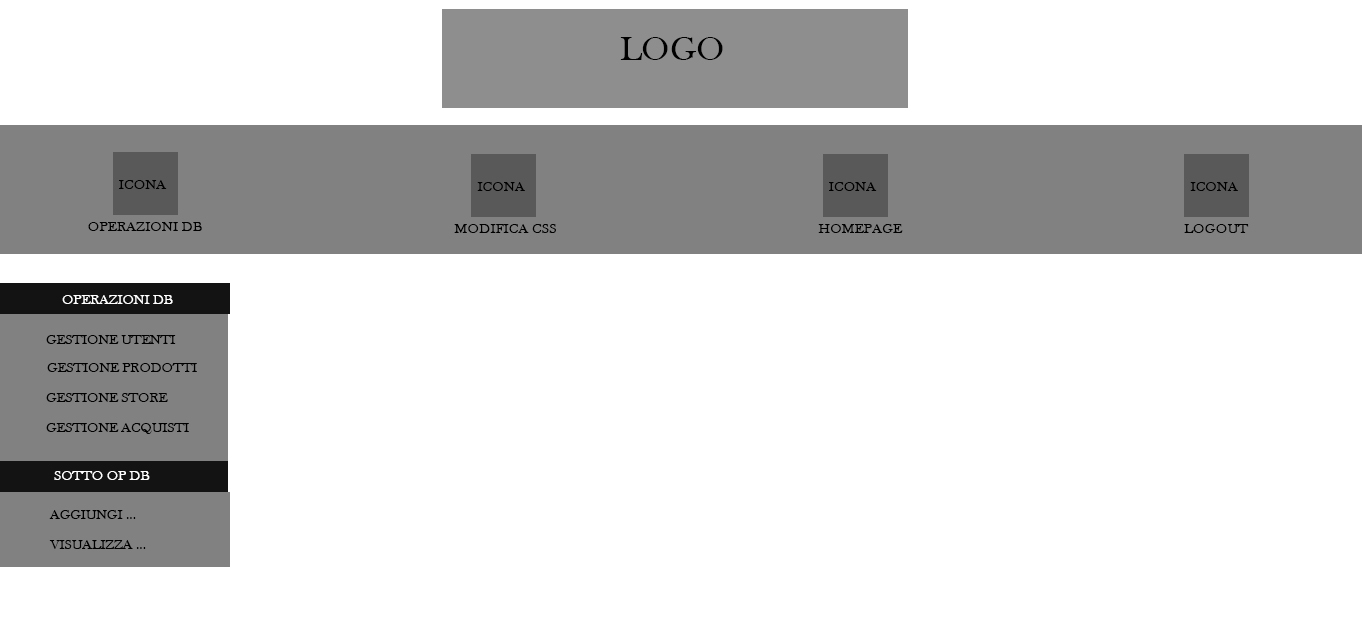 LOGO
ICONA
OPERAZIONI DB
ICONA
MODIFICA CSS
ICONA
HOMEPAGE
ICONA
LOGOUT
OPERAZIONI DB
GESTIONE UTENTI
GESTIONE PRODOTTI
GESTIONE STORE
GESTIONE ACQUISTI
SOTTO OP DB
AGGIUNGI ...
VISUALIZZA ...